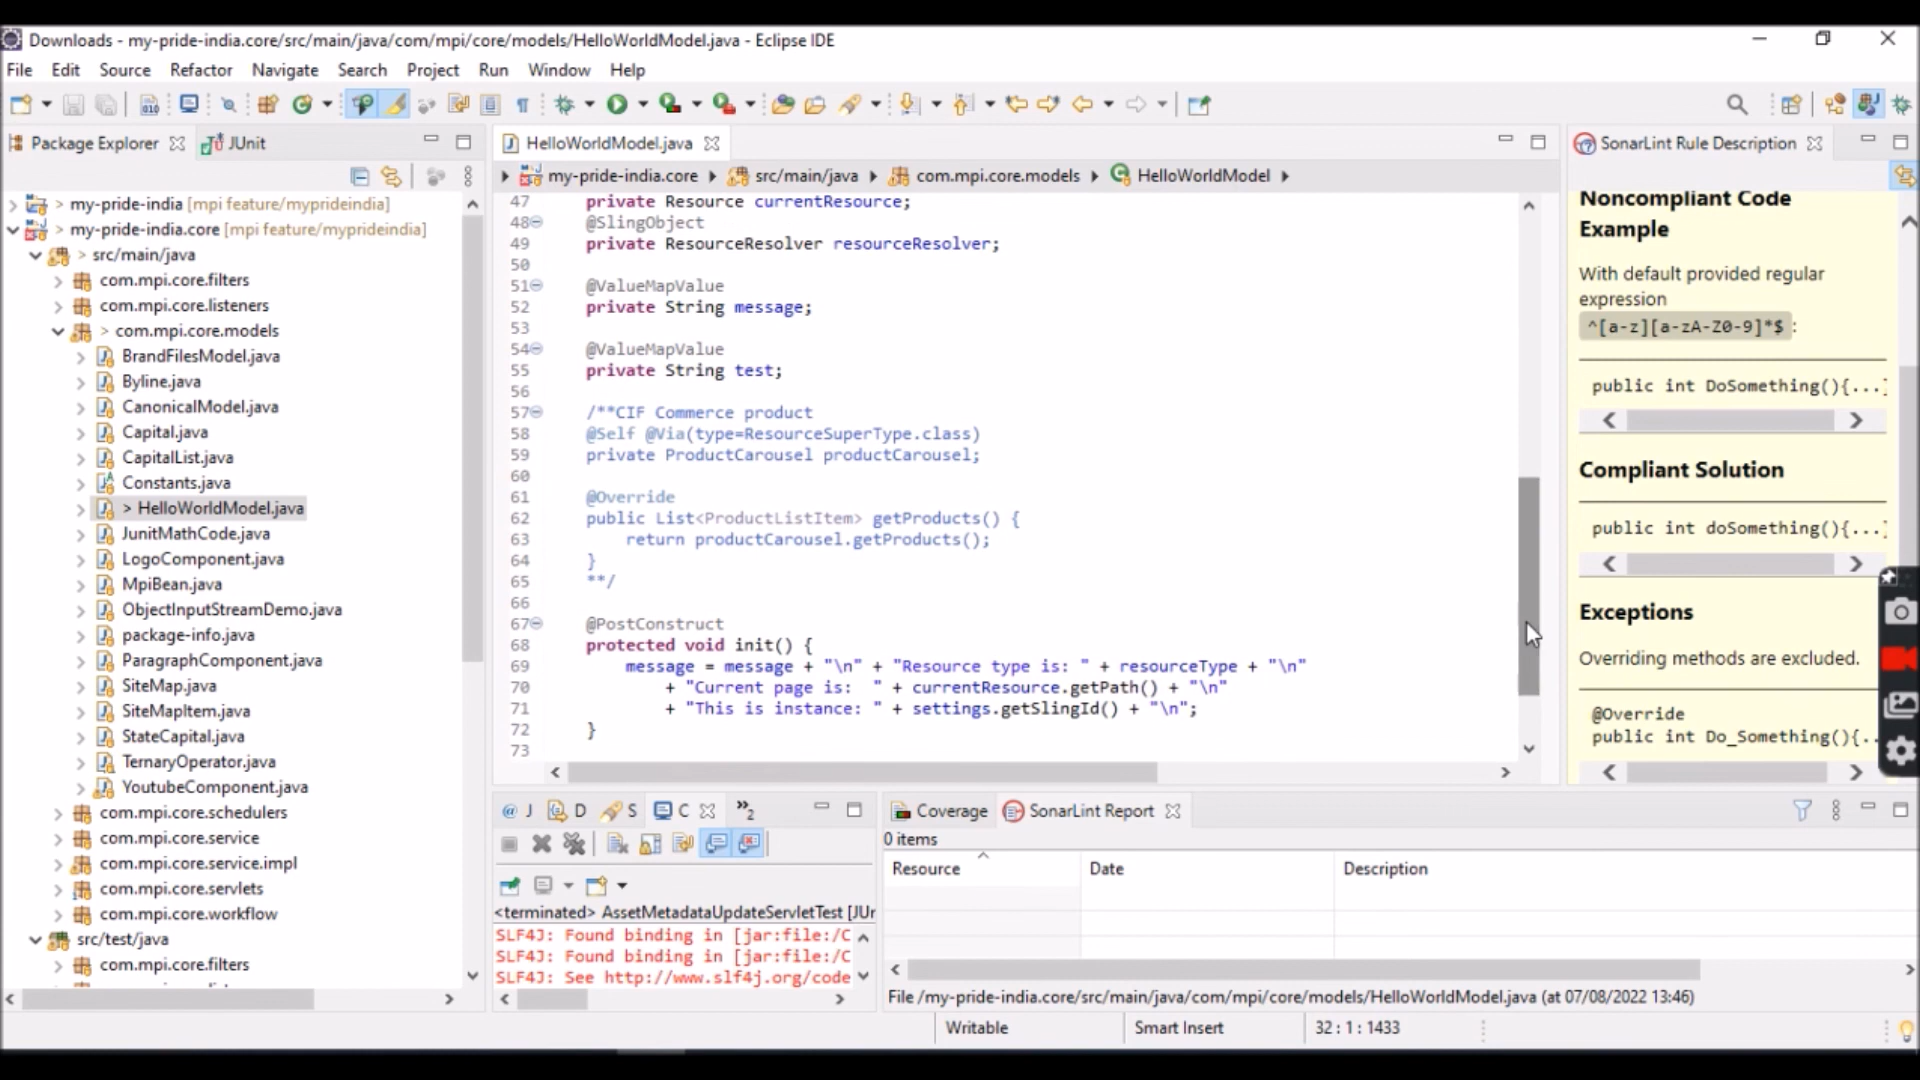 Downloads - my-pride-india.core/src/main/java/com/mpi/core/models/HelloWorldModel.java - Eclipse IDE
File Edit Source Refactor Navigate Search Project Run Window Help
Package Explorer
JUnit
my-pride-india [mpi feature/myprideindia]
my-pride-india.core [mpi feature/myprideindia]
src/main/java
com.mpi.core.filters
com.mpi.core.listeners
com.mpi.core.models
BrandFilesModel.java
Byline.java
CanonicalModel.java
Capital.java
CapitalList.java
Constants.java
HelloWorldModel.java
JunitMathCode.java
LogoComponent.java
MpiBean.java
ObjectInputStreamDemo.java
package-info.java
ParagraphComponent.java
SiteMap.java
SiteMapItem.java
StateCapital.java
TernaryOperator.java
YoutubeComponent.java
com.mpi.core.schedulers
com.mpi.core.service
com.mpi.core.service.impl
com.mpi.core.servlets
com.mpi.core.workflow
src/test/java
com.mpi.core.filters
HelloWorldModel.java
my-pride-india.core src/main/java com.mpi.core.models HelloWorldModel
47 private Resource currentResource;
48 @SlingObject
49 private ResourceResolver resourceResolver;
50
51 @ValueMapValue
52 private String message;
53
54 @ValueMapValue
55 private String test;
56
57 /**CIF Commerce product
58 @Self @Via(type=ResourceSuperType.class)
59 private ProductCarousel productCarousel;
60
61 @Override
62 public List<ProductListItem> getProducts() {
63 return productCarousel.getProducts();
64 }
65 **/
66
67 @PostConstruct
68 protected void init() {
69 message = message + "\n" + "Resource type is: " + resourceType + "\n"
70 + "Current page is:  " + currentResource.getPath() + "\n"
71 + "This is instance: " + settings.getSlingId() + "\n";
72 }
73
SonarLint Rule Description
Noncompliant Code
Example
With default provided regular
expression
^[a-z][a-zA-Z0-9]*$ :
public int DoSomething(){...}
Compliant Solution
public int doSomething(){...}
Exceptions
Overriding methods are excluded.
@Override
public int Do_Something(){..
J D S C 2
<terminated> AssetMetadataUpdateServletTest [JUr
SLF4J: Found binding in [jar:file:/C
SLF4J: Found binding in [jar:file:/C
SLF4J: See http://www.slf4j.org/code
Coverage
SonarLint Report
0 items
Resource Date Description
File /my-pride-india.core/src/main/java/com/mpi/core/models/HelloWorldModel.java (at 07/08/2022 13:46)
Writable Smart Insert 32 : 1 : 1433